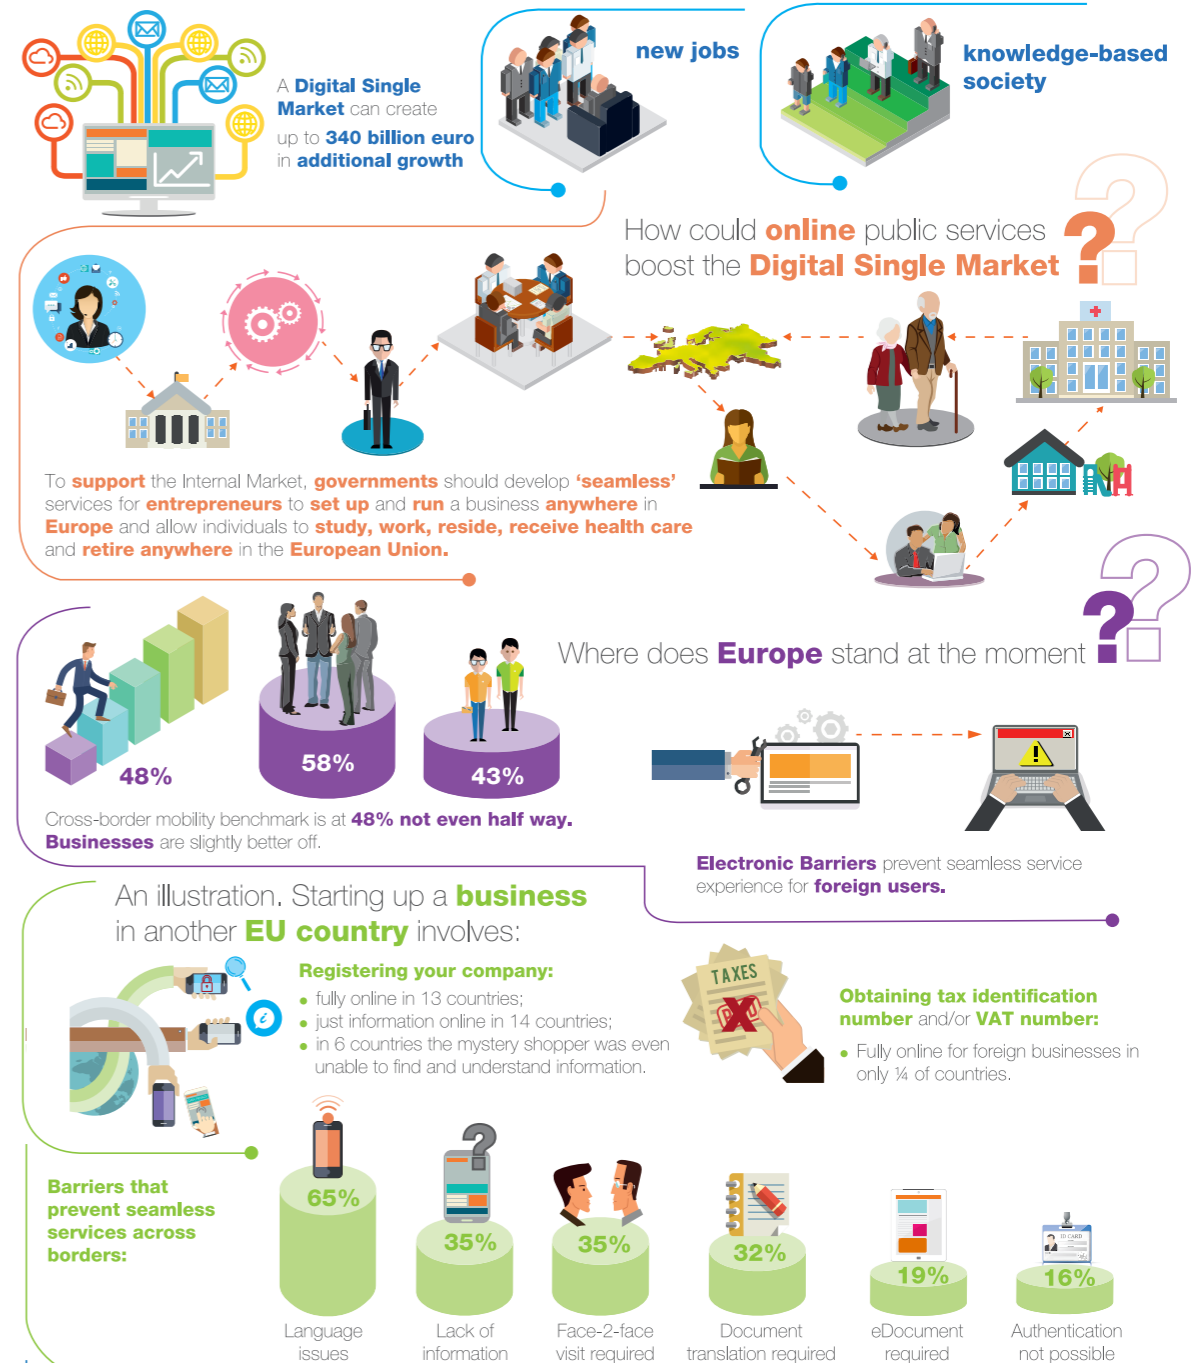 A Digital Single
Market can create
up to 340 billion euro
in additional growth
new jobs
knowledge-based
society
How could online public services
boost the Digital Single Market
??
To support the Internal Market, governments should develop ‘seamless’
services for entrepreneurs to set up and run a business anywhere in
Europe and allow individuals to study, work, reside, receive health care
and retire anywhere in the European Union.
Where does Europe stand at the moment
??
48%
58%
43%
Cross-border mobility benchmark is at 48% not even half way.
Businesses are slightly better off.
Electronic Barriers prevent seamless service
experience for foreign users.
An illustration. Starting up a business
in another EU country involves:
Registering your company:
• fully online in 13 countries;
• just information online in 14 countries;
• in 6 countries the mystery shopper was even
unable to find and understand information.
TAXES
X
Obtaining tax identification
number and/or VAT number:
• Fully online for foreign businesses in
only ¼ of countries.
Barriers that
prevent seamless
services across
borders:
65%
35%
35%
32%
19%
ID CARD
16%
Language
issues
Lack of
information
Face-2-face
visit required
Document
translation required
eDocument
required
Authentication
not possible